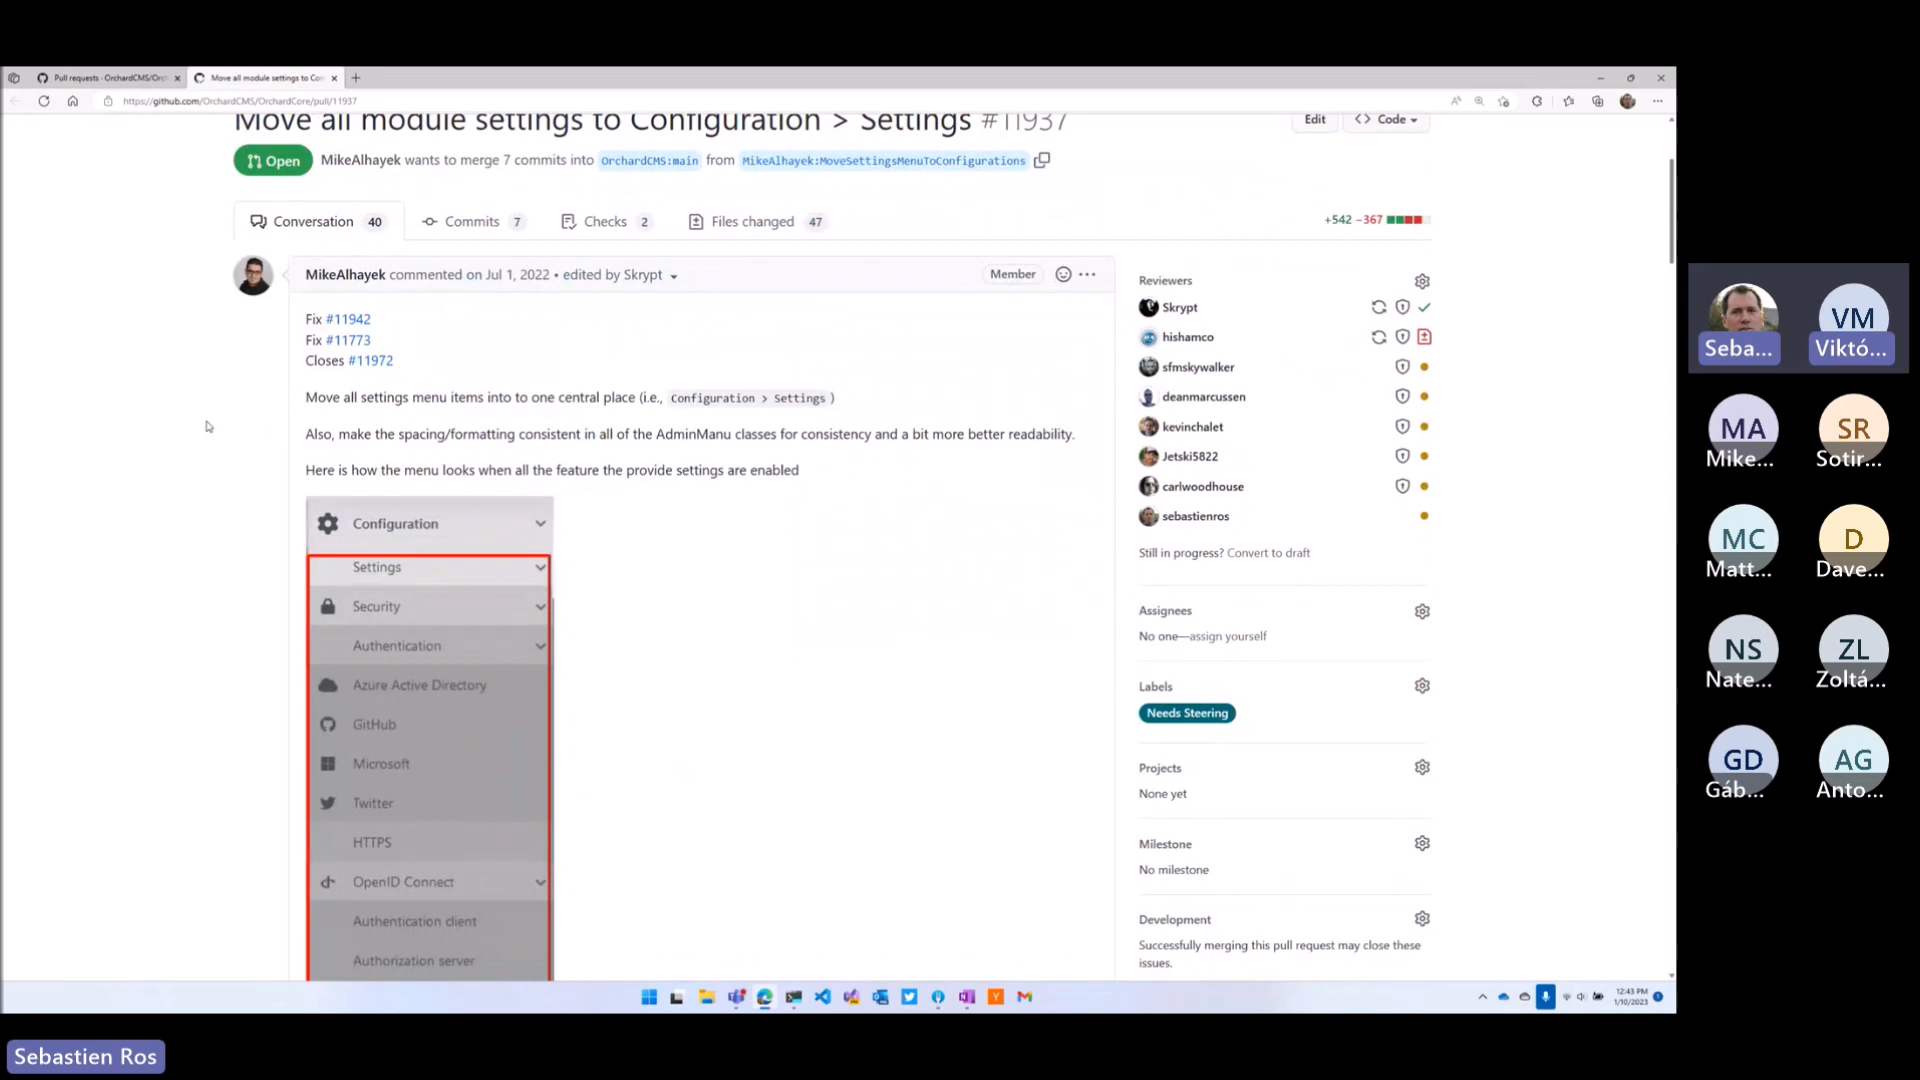 Pull requests · OrchardCMS/Orc
Move all module settings to Con
https://github.com/OrchardCMS/OrchardCore/pull/11937
Move all module settings to Configuration > Settings #11937
Edit
<> Code
Open
MikeAlhayek wants to merge 7 commits into OrchardCMS:main from MikeAlhayek:MoveSettingsMenuToConfigurations
Conversation 40
Commits 7
Checks 2
Files changed 47
+542 −367
MikeAlhayek commented on Jul 1, 2022 • edited by Skrypt
Member
Fix #11942
Fix #11773
Closes #11972
Move all settings menu items into to one central place (i.e., Configuration > Settings )
Also, make the spacing/formatting consistent in all of the AdminManu classes for consistency and a bit more better readability.
Here is how the menu looks when all the feature the provide settings are enabled
Configuration
Settings
Security
Authentication
Azure Active Directory
GitHub
Microsoft
Twitter
HTTPS
OpenID Connect
Authentication client
Authorization server
Reviewers
Skrypt
hishamco
sfmskywalker
deanmarcussen
kevinchalet
Jetski5822
carlwoodhouse
sebastienros
Still in progress? Convert to draft
Assignees
No one—assign yourself
Labels
Needs Steering
Projects
None yet
Milestone
No milestone
Development
Successfully merging this pull request may close these
issues.
12:43 PM
1/10/2023
Seba...
VM
Viktó...
MA
Mike...
SR
Sotir...
MC
Matt...
D
Dave...
NS
Nate...
ZL
Zoltá...
GD
Gáb...
AG
Anto...
Sebastien Ros